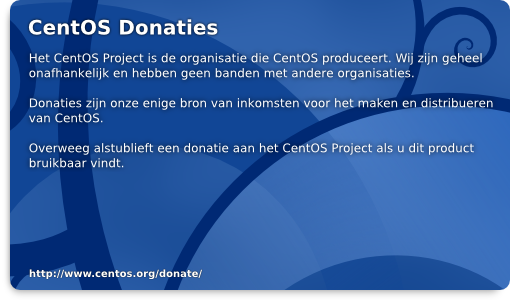 CentOS Donaties
Het CentOS Project is de organisatie die CentOS produceert. Wij zijn geheel
onafhankelijk en hebben geen banden met andere organisaties.
Donaties zijn onze enige bron van inkomsten voor het maken en distribueren
van CentOS.
Overweeg alstublieft een donatie aan het CentOS Project als u dit product
bruikbaar vindt.
http://www.centos.org/donate/